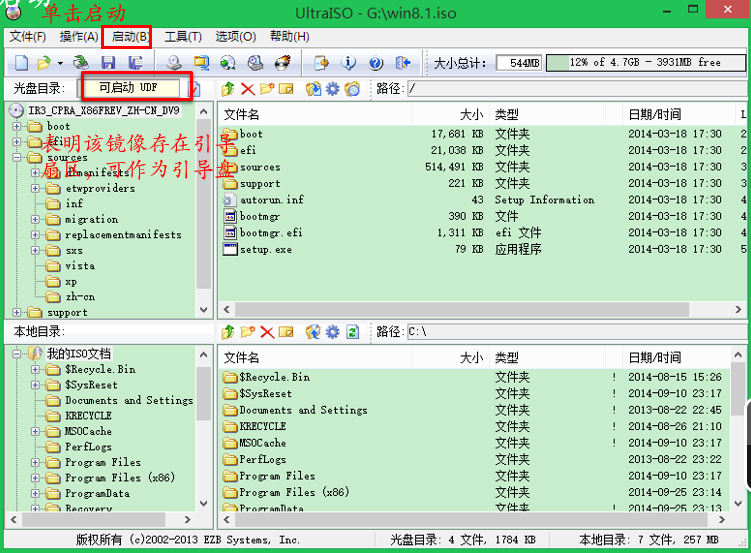 单击启动
UltraISO - G:\win8.1.iso
文件(F) 操作(A) 启动(B) 工具(T) 选项(O) 帮助(H)
大小总计: 544MB 12% of 4.7GB - 3931MB free
光盘目录: 可启动 UDF 路径: /
IR3_CPRA_X86FREV_ZH-CN_DV9
boot
efi
sources
dlmanifests
etwproviders
inf
migration
replacementmanifests
sxs
vista
xp
zh-cn
support
表明该镜像存在引导
扇区,可作为引导盘
文件名 大小 类型 日期/时间 L
boot 17,681 KB 文件夹 2014-03-18 17:30 2
efi 21,038 KB 文件夹 2014-03-18 17:30 2
sources 514,491 KB 文件夹 2014-03-18 17:30 3
support 221 KB 文件夹 2014-03-18 17:30 3
autorun.inf 43 Setup Information 2014-03-18 17:30 4
bootmgr 390 KB 文件 2014-03-18 17:30 4
bootmgr.efi 1,311 KB efi 文件 2014-03-18 17:30 4
setup.exe 79 KB 应用程序 2014-03-18 17:30 5
本地目录: 路径: C:\
我的ISO文档
$Recycle.Bin
$SysReset
Documents and Settings
KRECYCLE
MSOCache
PerfLogs
Program Files
Program Files (x86)
ProgramData
Recovery
文件名 大小 类型 日期/时间
$Recycle.Bin 文件夹 ! 2014-08-15 15:26
$SysReset 文件夹 ! 2014-09-10 23:17
Documents and Settings 文件夹 ! 2013-08-22 22:45
KRECYCLE 文件夹 ! 2014-08-26 21:10
MSOCache 文件夹 ! 2014-09-10 23:17
PerfLogs 文件夹 2013-08-22 23:22
Program Files 文件夹 2014-09-10 23:17
Program Files (x86) 文件夹 2014-09-25 23:14
ProgramData 文件夹 ! 2014-09-25 23:13
版权所有 (c)2002-2013 EZB Systems, Inc. 光盘目录: 4 文件, 1784 KB 本地目录: 7 文件, 257 MB